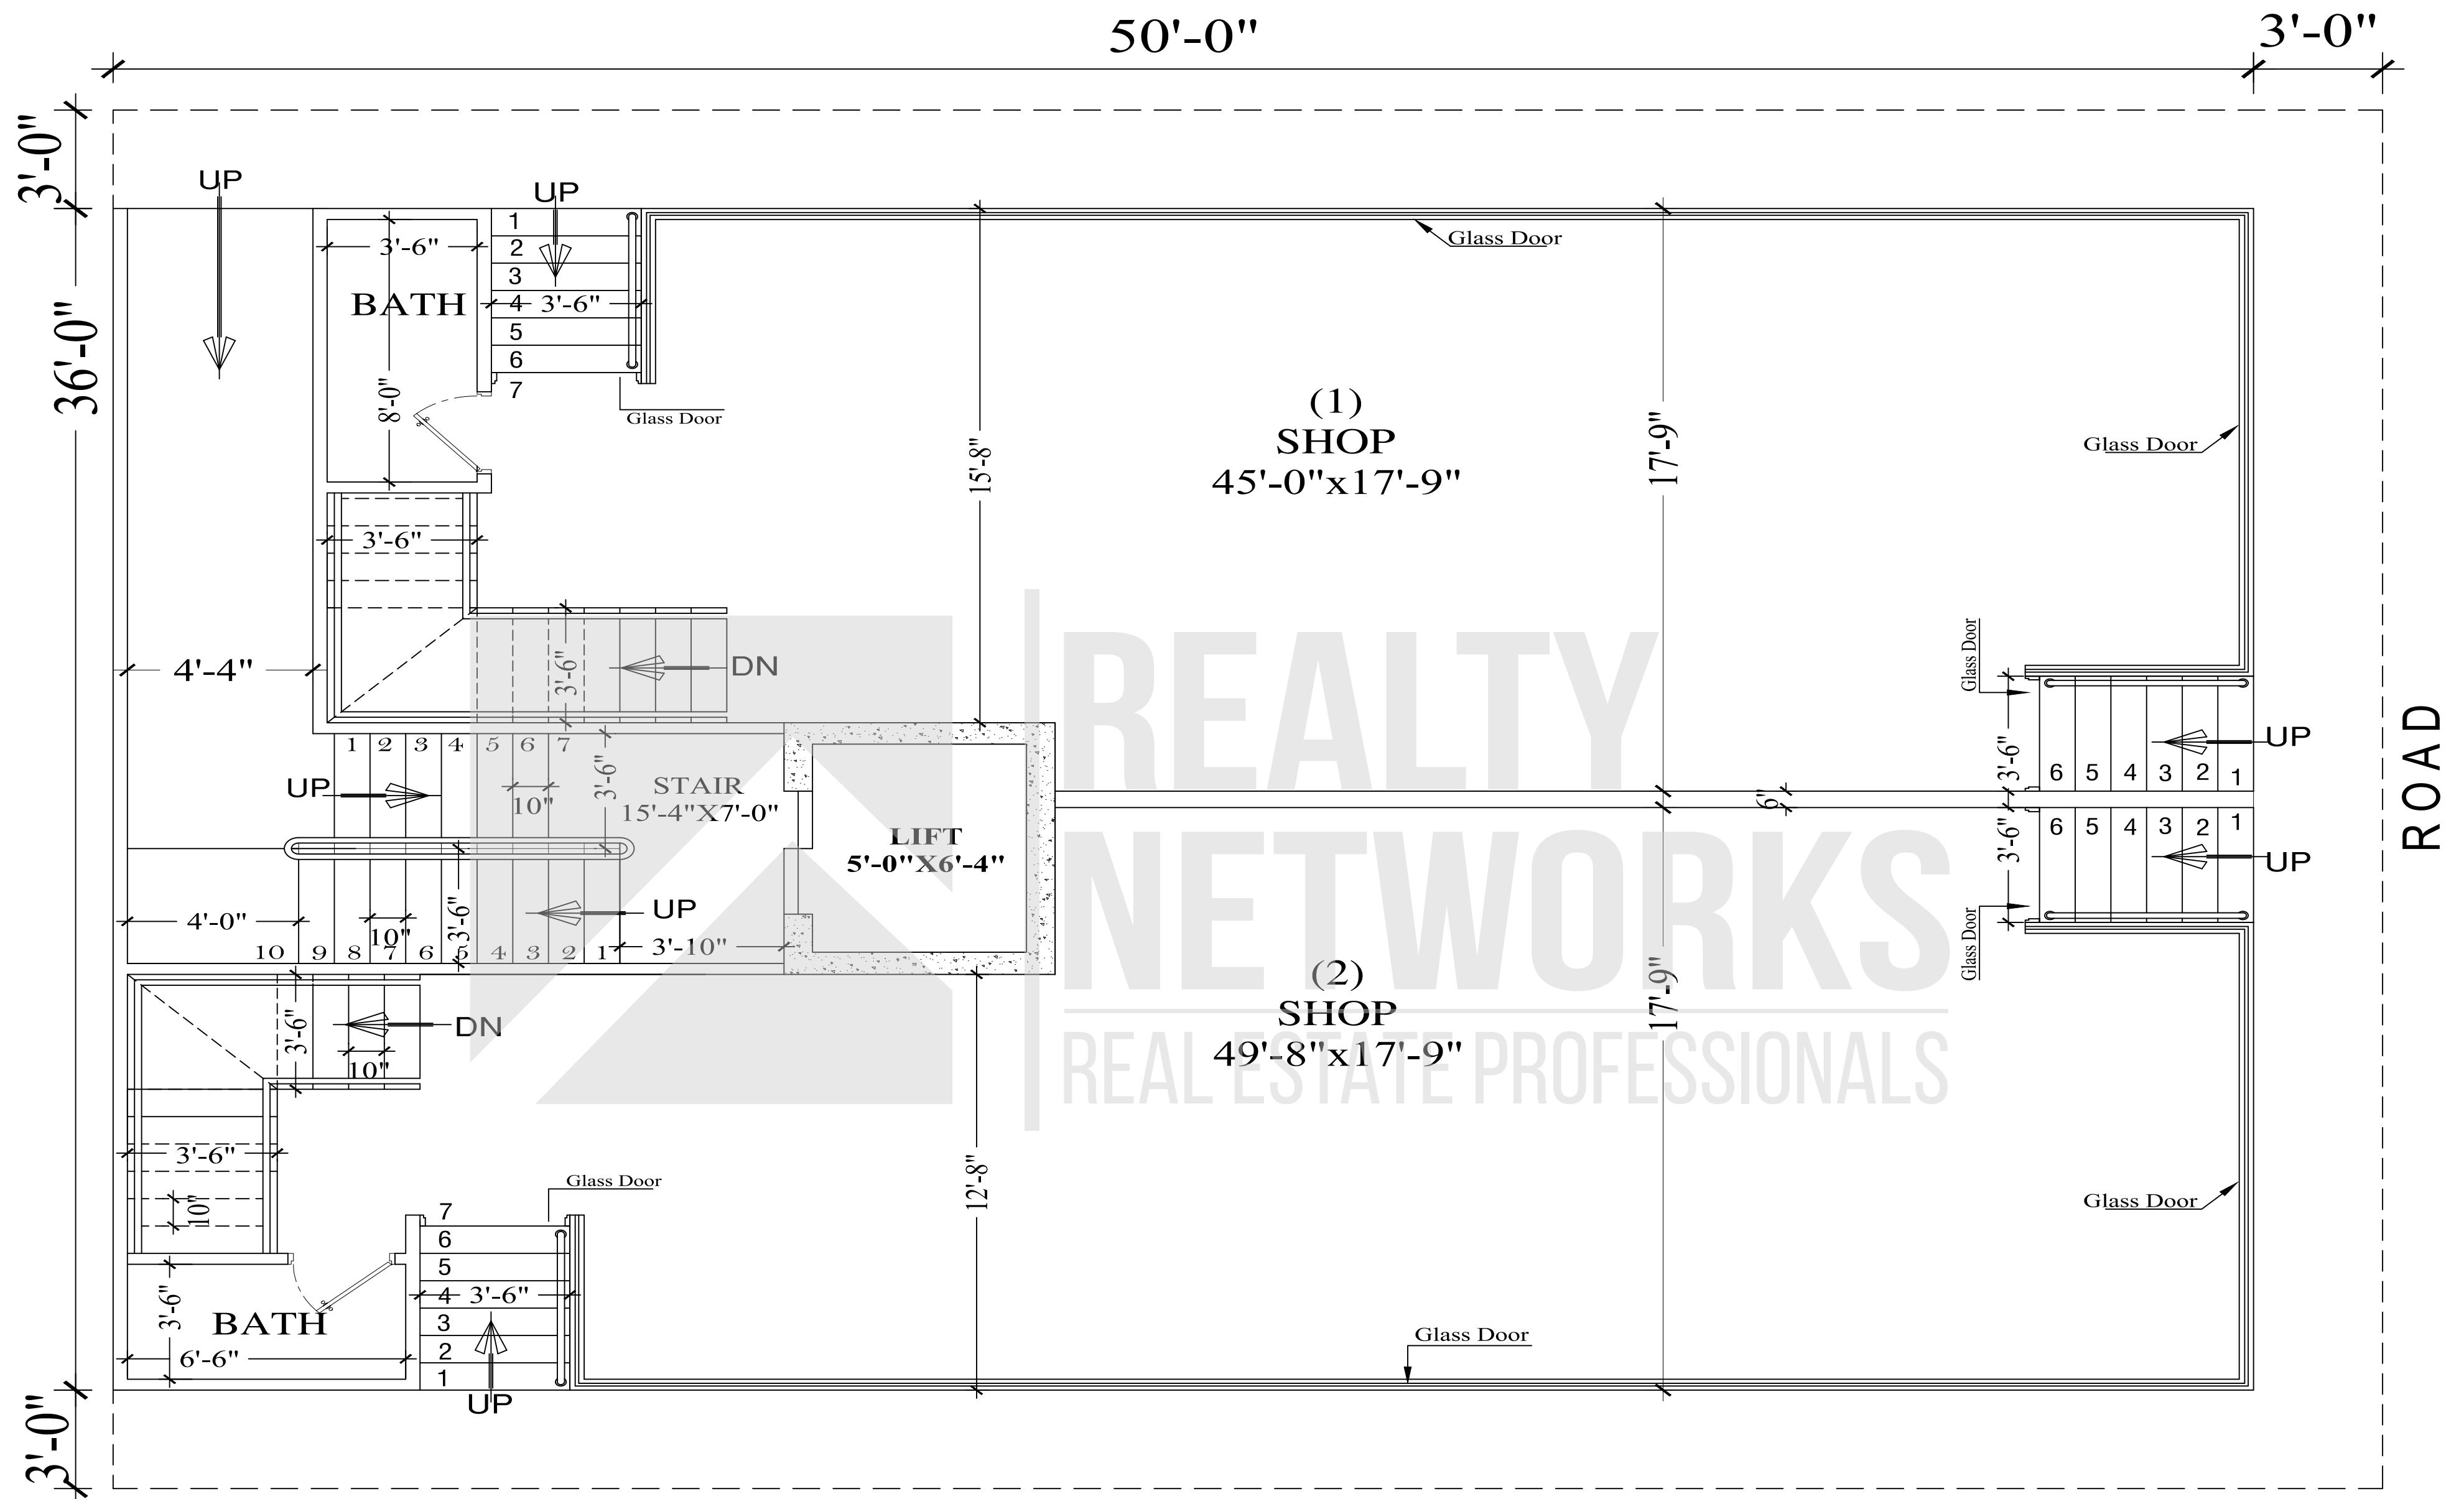 50'-0"
3'-0"
3'-0"
36'-0"
3'-0"
UP
UP
1
2
3
4
5
6
7
3'-6"
3'-6"
BATH
8'-0"
Glass Door
Glass Door
15'-8"
17'-9"
(1)
SHOP
45'-0"x17'-9"
Glass Door
3'-6"
4'-4"
3'-6"
DN
1 2 3 4 5 6 7
UP
10"
3'-6"
STAIR
15'-4"X7'-0"
LIFT
5'-0"X6'-4"
4'-0"
10"
3'-6"
UP
3'-10"
10 9 8 7 6 5 4 3 2 1
6"
Glass Door
3'-6"
6 5 4 3 2 1
UP
3'-6"
6 5 4 3 2 1
UP
Glass Door
ROAD
REALTY
NETWORKS
REAL ESTATE PROFESSIONALS
3'-6"
DN
10"
(2)
SHOP
49'-8"x17'-9"
17'-9"
12'-8"
3'-6"
10"
Glass Door
Glass Door
7
6
5
4
3
2
1
3'-6"
UP
3'-6"
BATH
6'-6"
Glass Door